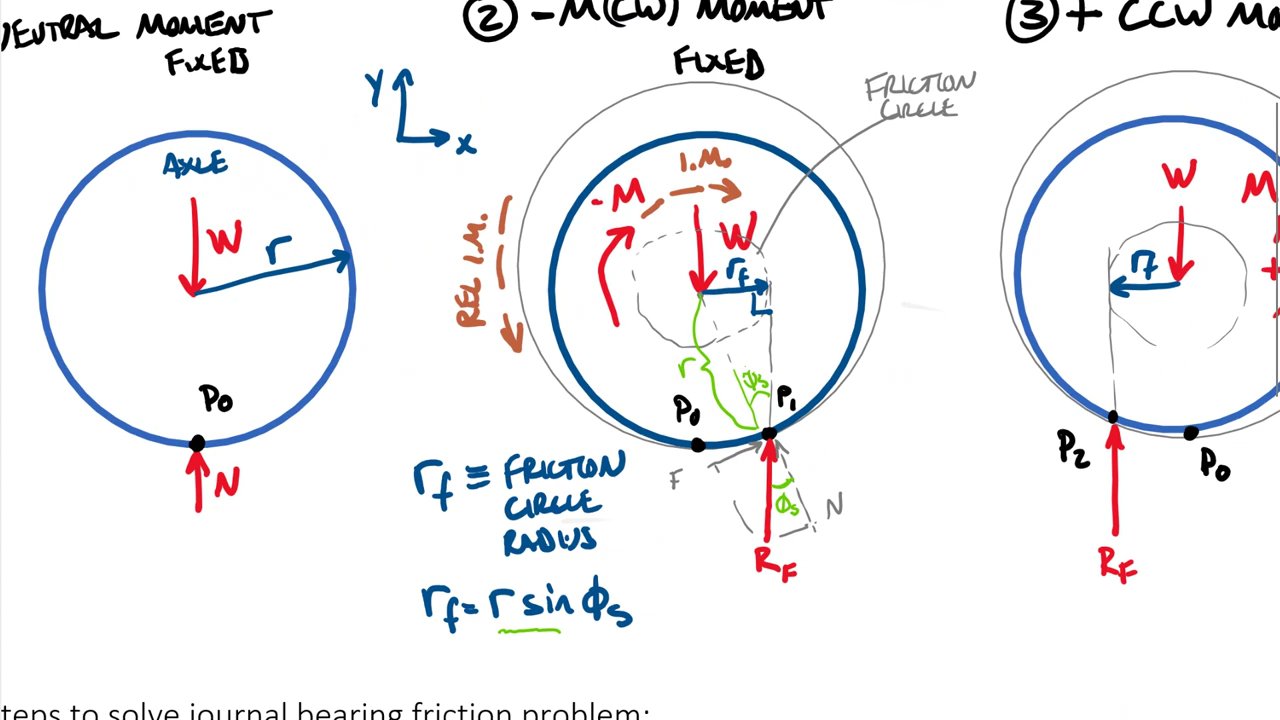 NEUTRAL MOMENT
FIXED
AXLE
W
r
P0
N
Y
x
② -M(CW) MOMENT
FIXED
FRICTION
CIRCLE
I.M.
-M
W
rf
REL I.M.
r
ϕs
P0
P1
F
ϕs
N
RF
rf ≡ FRICTION
CIRCLE
RADIUS
rf = r sin ϕs
③ + CCW MO
W
M
+
rf
P2
P0
RF
teps to solve journal bearing friction problem: